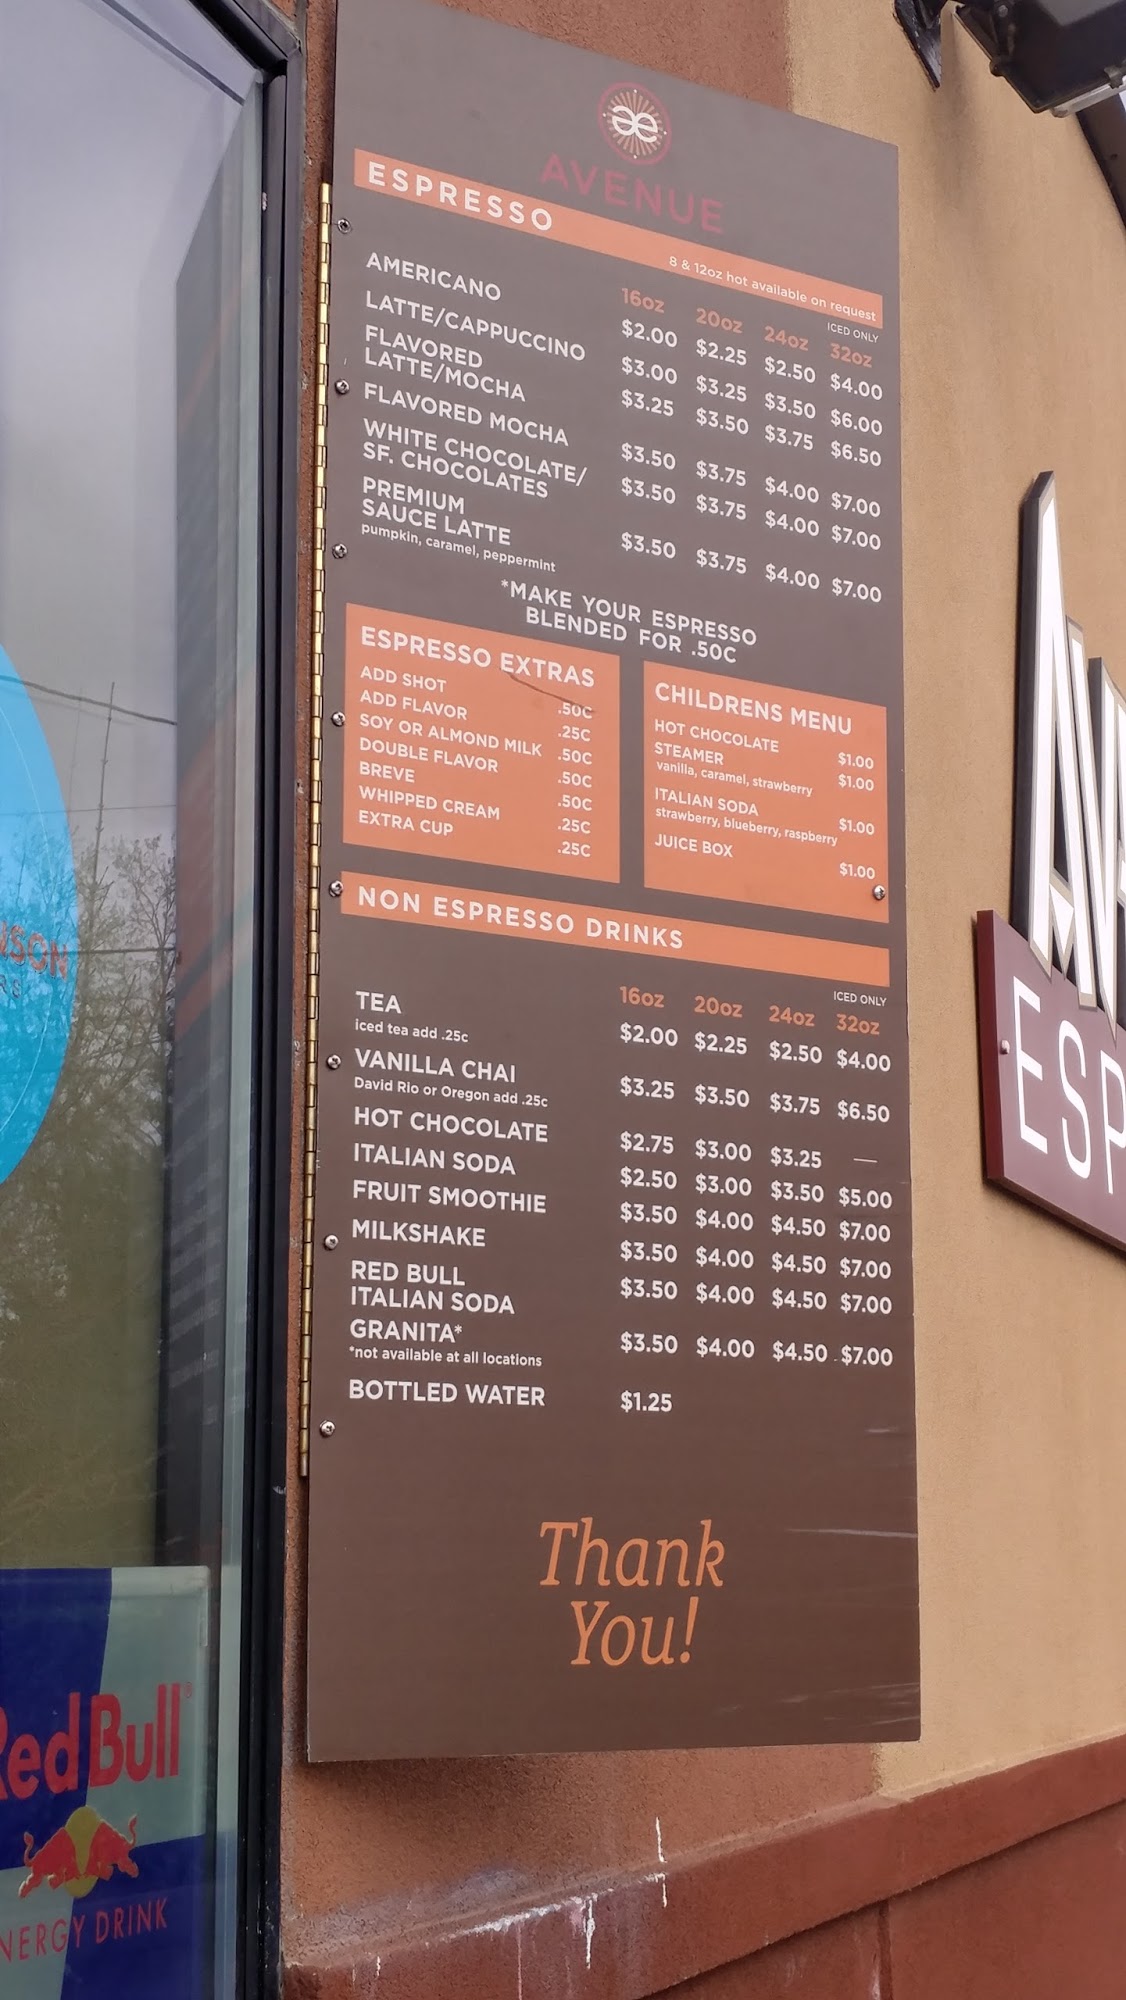 æ
AVENUE
ESPRESSO
8 & 12oz hot available on request
ICED ONLY
16oz 20oz 24oz 32oz
AMERICANO $2.00 $2.25 $2.50 $4.00
LATTE/CAPPUCCINO $3.00 $3.25 $3.50 $6.00
FLAVORED
LATTE/MOCHA $3.25 $3.50 $3.75 $6.50
FLAVORED MOCHA $3.50 $3.75 $4.00 $7.00
WHITE CHOCOLATE/
SF. CHOCOLATES $3.50 $3.75 $4.00 $7.00
PREMIUM
SAUCE LATTE $3.50 $3.75 $4.00 $7.00
pumpkin, caramel, peppermint
*MAKE YOUR ESPRESSO
BLENDED FOR .50C
ESPRESSO EXTRAS
ADD SHOT .50C
ADD FLAVOR .25C
SOY OR ALMOND MILK .50C
DOUBLE FLAVOR .50C
BREVE .50C
WHIPPED CREAM .25C
EXTRA CUP .25C
CHILDRENS MENU
HOT CHOCOLATE $1.00
STEAMER $1.00
vanilla, caramel, strawberry
ITALIAN SODA $1.00
strawberry, blueberry, raspberry
JUICE BOX $1.00
NON ESPRESSO DRINKS
ICED ONLY
16oz 20oz 24oz 32oz
TEA $2.00 $2.25 $2.50 $4.00
iced tea add .25c
VANILLA CHAI $3.25 $3.50 $3.75 $6.50
David Rio or Oregon add .25c
HOT CHOCOLATE $2.75 $3.00 $3.25 —
ITALIAN SODA $2.50 $3.00 $3.50 $5.00
FRUIT SMOOTHIE $3.50 $4.00 $4.50 $7.00
MILKSHAKE $3.50 $4.00 $4.50 $7.00
RED BULL
ITALIAN SODA $3.50 $4.00 $4.50 $7.00
GRANITA* $3.50 $4.00 $4.50 $7.00
*not available at all locations
BOTTLED WATER $1.25
Thank
You!
AV
ESP
NSON
RS
Red Bull®
NERGY DRINK